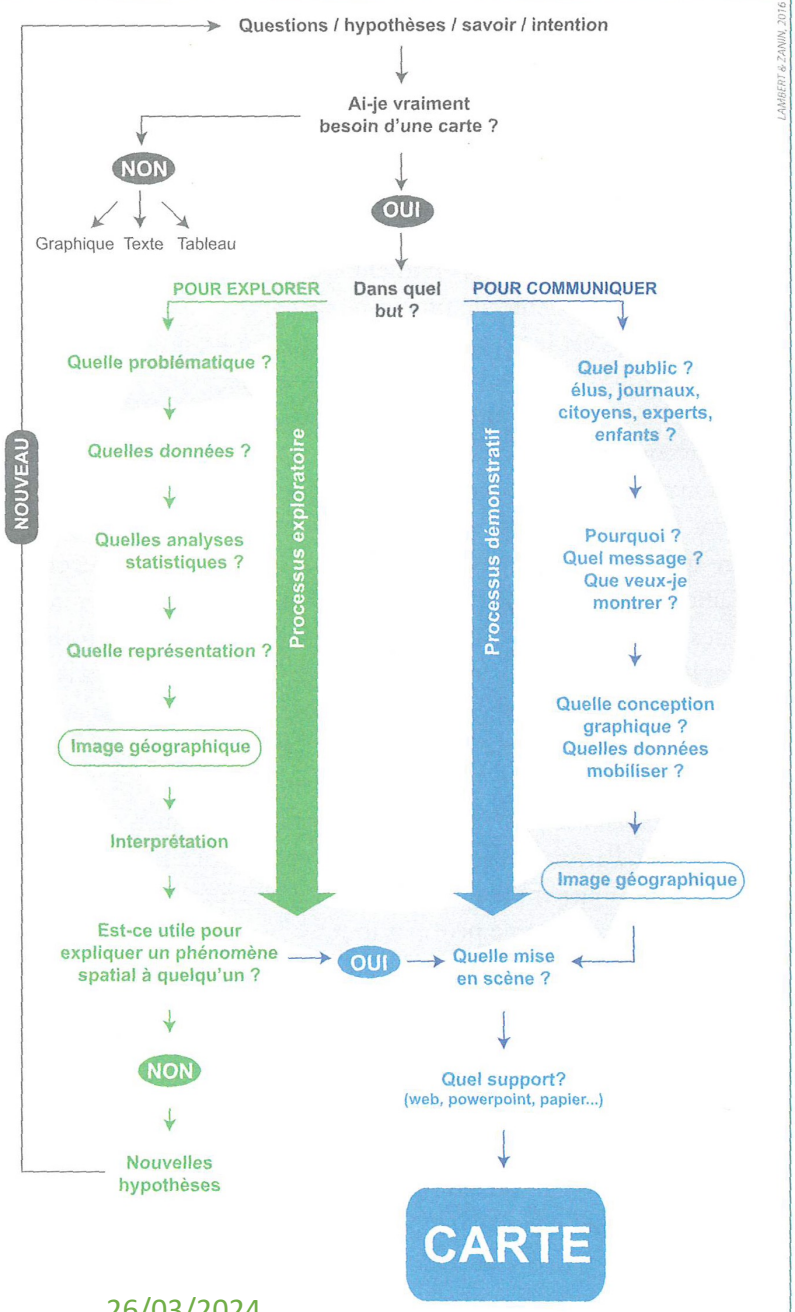 LAMBERT & ZANIN, 2016
Questions / hypothèses / savoir / intention
Ai-je vraiment
besoin d'une carte ?
NON
OUI
Graphique Texte Tableau
POUR EXPLORER
Dans quel
but ?
POUR COMMUNIQUER
NOUVEAU
Quelle problématique ?
Quelles données ?
Quelles analyses
statistiques ?
Quelle représentation ?
Image géographique
Interprétation
Est-ce utile pour
expliquer un phénomène
spatial à quelqu'un ?
NON
Nouvelles
hypothèses
Processus exploratoire
Processus démonstratif
Quel public ?
élus, journaux,
citoyens, experts,
enfants ?
Pourquoi ?
Quel message ?
Que veux-je
montrer ?
Quelle conception
graphique ?
Quelles données
mobiliser ?
Image géographique
OUI
Quelle mise
en scène ?
Quel support?
(web, powerpoint, papier...)
CARTE
26/03/2024